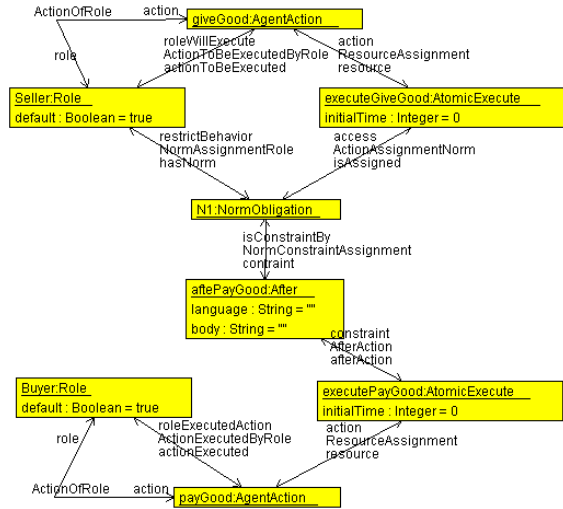 ActionOfRole action
giveGood:AgentAction
role
roleWillExecute
ActionToBeExecutedByRole
actionToBeExecuted
action
ResourceAssignment
resource
Seller:Role
default : Boolean = true
executeGiveGood:AtomicExecute
initialTime : Integer = 0
restrictBehavior
NormAssignmentRole
hasNorm
access
ActionAssignmentNorm
isAssigned
N1:NormObligation
isConstraintBy
NormConstraintAssignment
contraint
aftePayGood:After
language : String = ""
body : String = ""
constraint
AfterAction
afterAction
Buyer:Role
default : Boolean = true
executePayGood:AtomicExecute
initialTime : Integer = 0
role
roleExecutedAction
ActionExecutedByRole
actionExecuted
action
ResourceAssignment
resource
ActionOfRole action
payGood:AgentAction